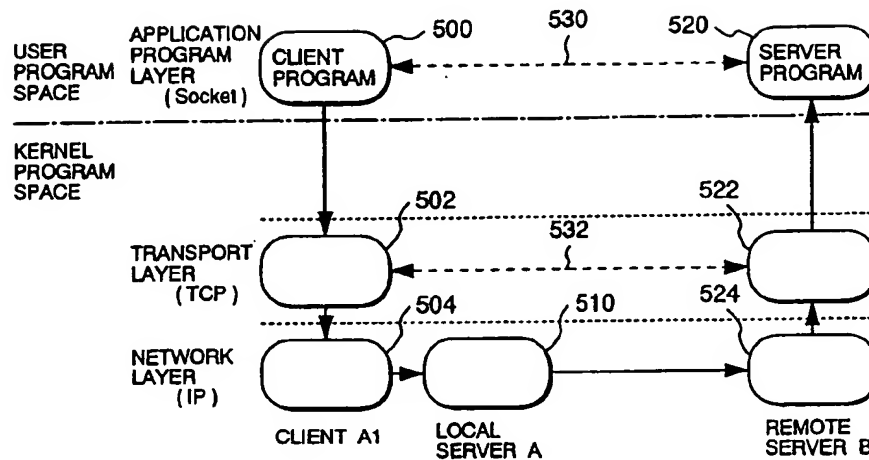 USER
PROGRAM
SPACE
APPLICATION
PROGRAM
LAYER
(Socket)
CLIENT
PROGRAM
500
530
520
SERVER
PROGRAM
KERNEL
PROGRAM
SPACE
502
522
TRANSPORT
LAYER
(TCP)
532
504
510
524
NETWORK
LAYER
(IP)
CLIENT A1
LOCAL
SERVER A
REMOTE
SERVER B